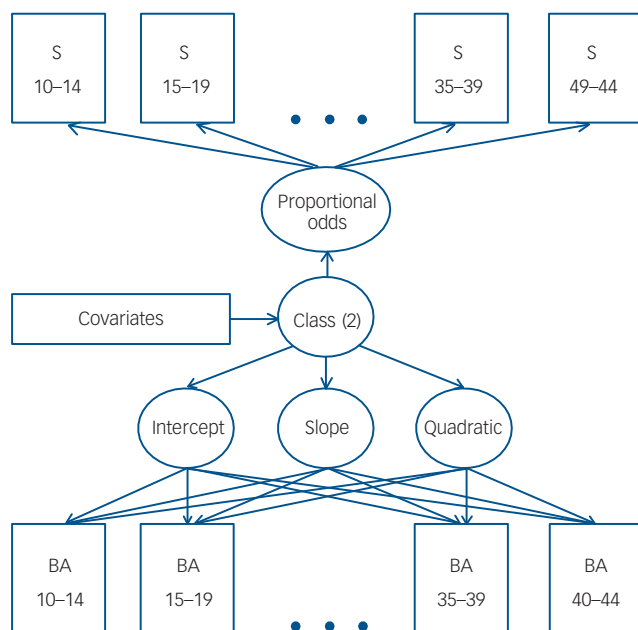 S
10–14
S
15–19
S
35–39
S
49–44
Proportional
odds
Covariates
Class (2)
Intercept
Slope
Quadratic
BA
10–14
BA
15–19
BA
35–39
BA
40–44